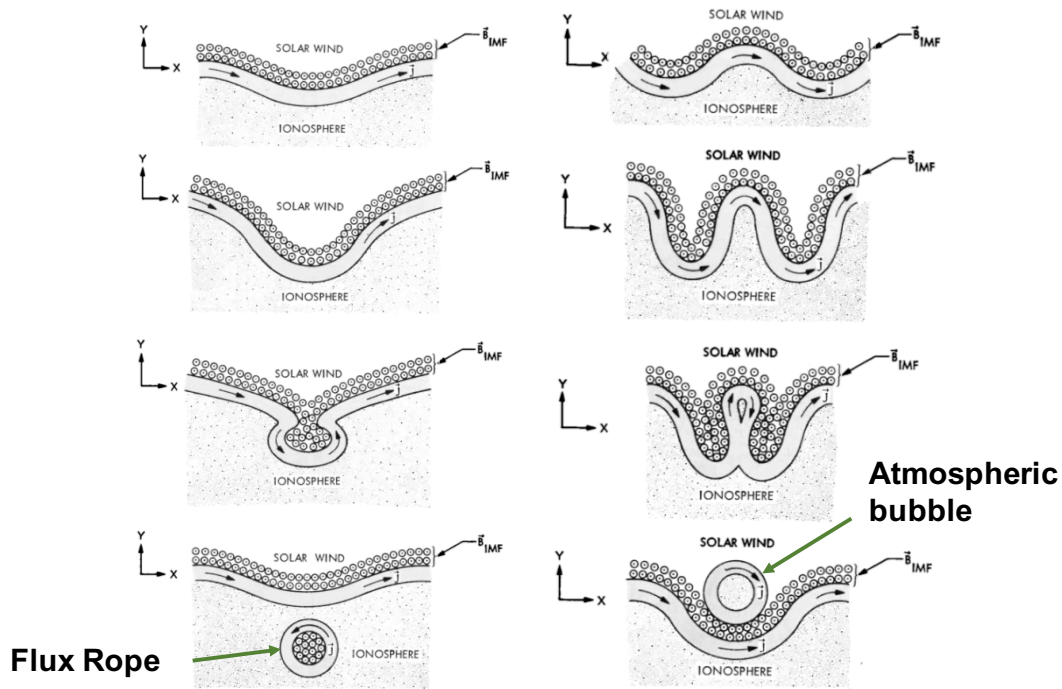 Y
SOLAR WIND
B⃗IMF
X
j⃗
IONOSPHERE
Y
SOLAR WIND
B⃗IMF
X
j⃗
IONOSPHERE
Y
SOLAR WIND
B⃗IMF
X
j⃗
IONOSPHERE
Y
SOLAR WIND
B⃗IMF
X
j⃗
j⃗
IONOSPHERE
Flux Rope
Y
SOLAR WIND
B⃗IMF
X
j⃗
IONOSPHERE
SOLAR WIND
Y
B⃗IMF
X
j⃗
IONOSPHERE
SOLAR WIND
Y
B⃗IMF
j⃗
X
IONOSPHERE
Atmospheric
bubble
SOLAR WIND
Y
B⃗IMF
j⃗
X
j⃗
IONOSPHERE